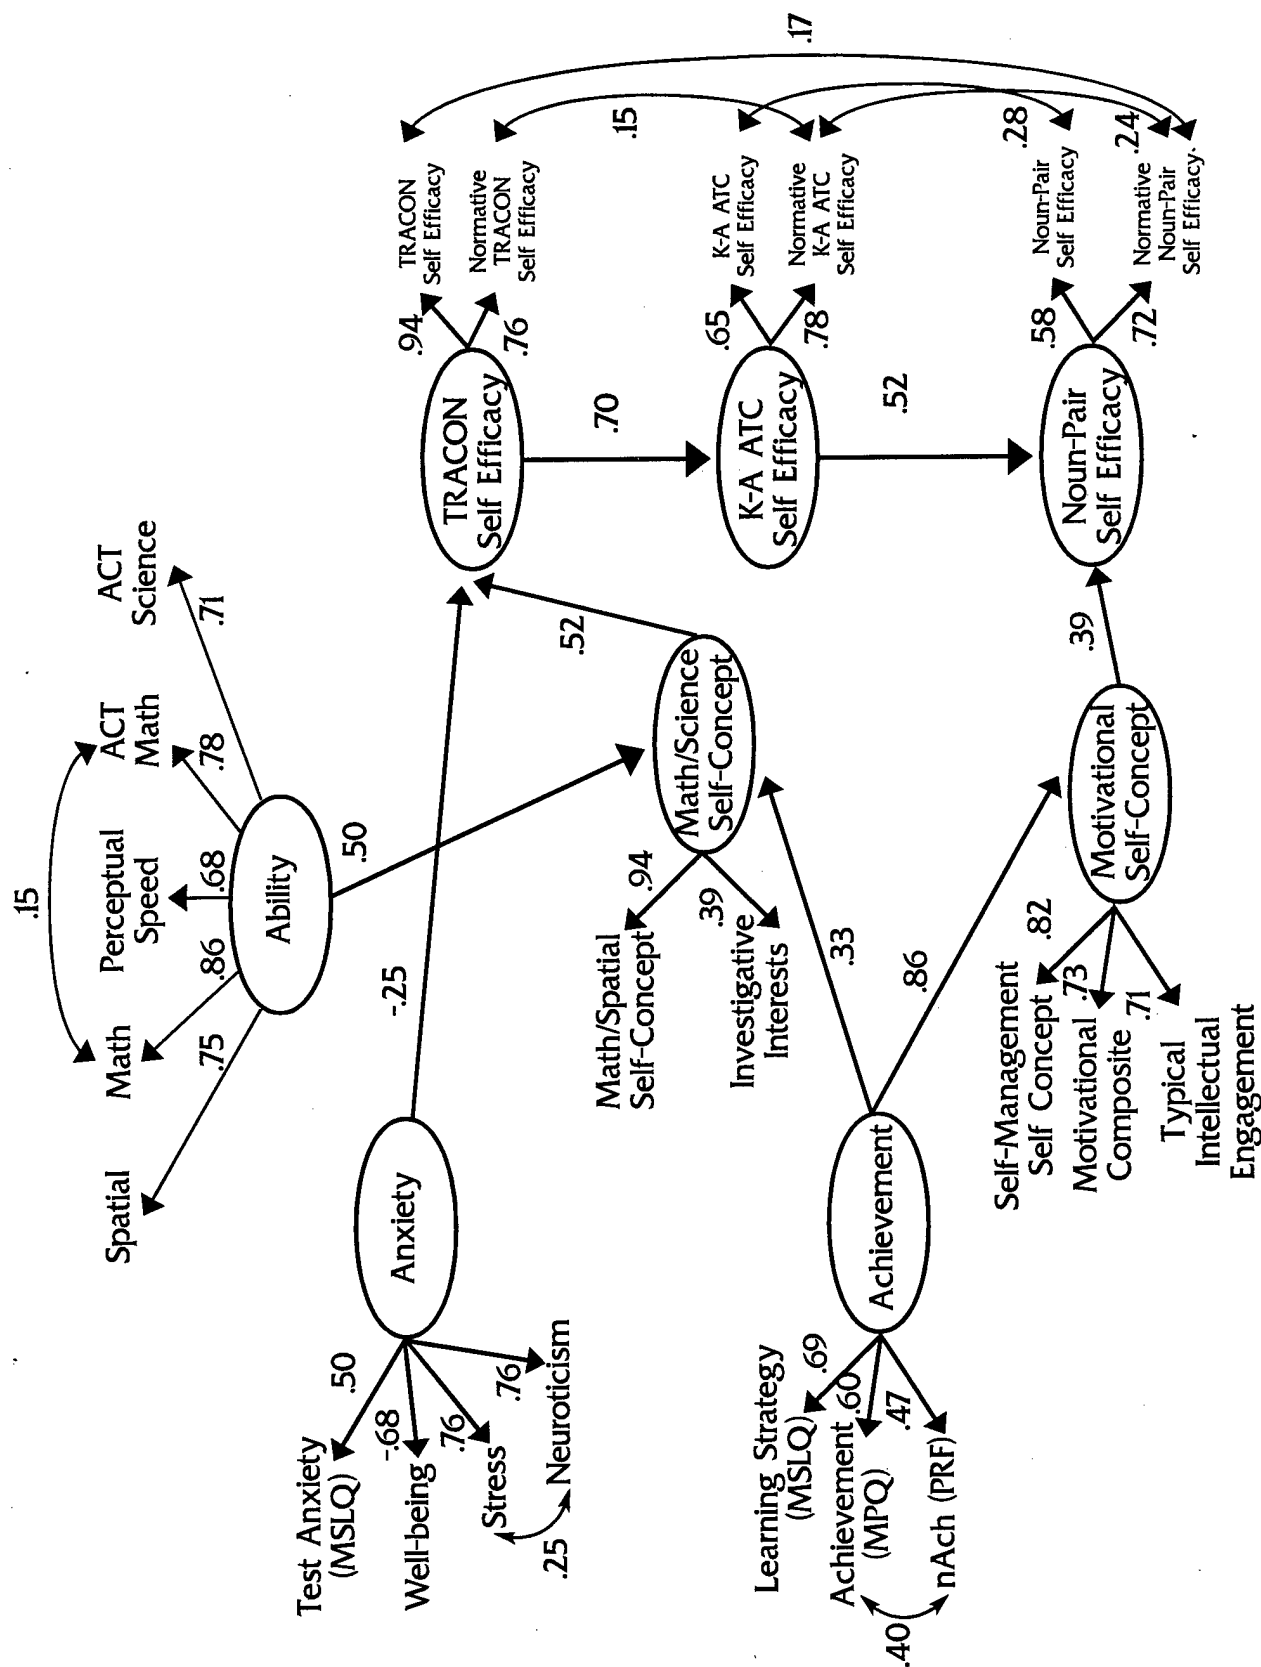 .15
Spatial
Math
Perceptual
Speed
ACT
Math
ACT
Science
.75
.86
.68
.78
.71
Ability
.50
Test Anxiety
(MSLQ)
Well-being
Stress
Neuroticism
.25
.50
-.68
.76
.76
Anxiety
-.25
Math/Spatial
Self-Concept
Investigative
Interests
.94
.39
Math/Science
Self-Concept
.52
Learning Strategy
(MSLQ)
Achievement
(MPQ)
nAch (PRF)
.40
.69
.60
.47
Achievement
.33
.86
Self-Management
Self Concept
Motivational
Composite
Typical
Intellectual
Engagement
.82
.73
.71
Motivational
Self-Concept
.39
TRACON
Self Efficacy
.94
.76
TRACON
Self Efficacy
Normative
TRACON
Self Efficacy
.70
K-A ATC
Self Efficacy
.65
.78
K-A ATC
Self Efficacy
Normative
K-A ATC
Self Efficacy
.52
Noun-Pair
Self Efficacy
.58
.72
Noun-Pair
Self Efficacy
Normative
Noun-Pair
Self Efficacy
.15
.28
.24
.17